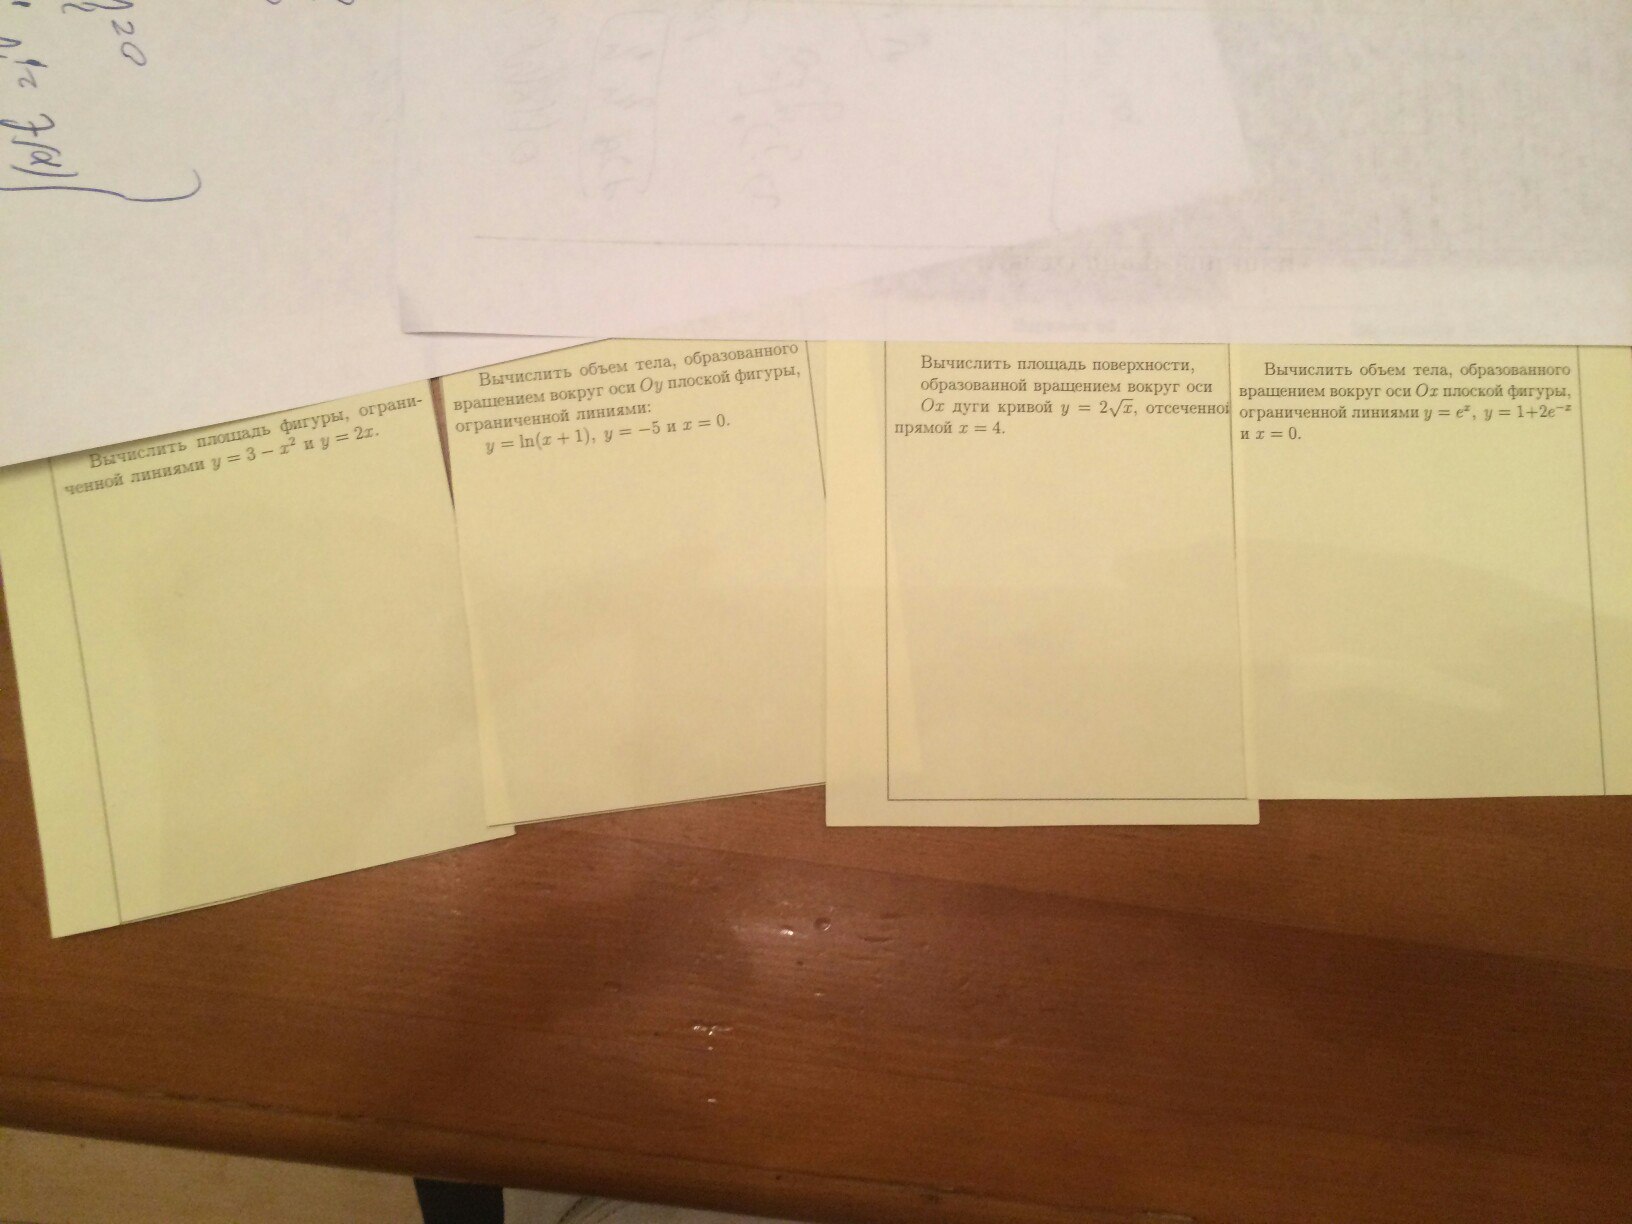 Вычислить площадь фигуры, ограни-
ченной линиями y = 3 − x² и y = 2x.
Вычислить объем тела, образованного
вращением вокруг оси Oy плоской фигуры,
ограниченной линиями:
y = ln(x + 1), y = −5 и x = 0.
Вычислить площадь поверхности,
образованной вращением вокруг оси
Ox дуги кривой y = 2√x, отсеченной
прямой x = 4.
Вычислить объем тела, образованного
вращением вокруг оси Ox плоской фигуры,
ограниченной линиями y = eˣ, y = 1+2e⁻ˣ
и x = 0.